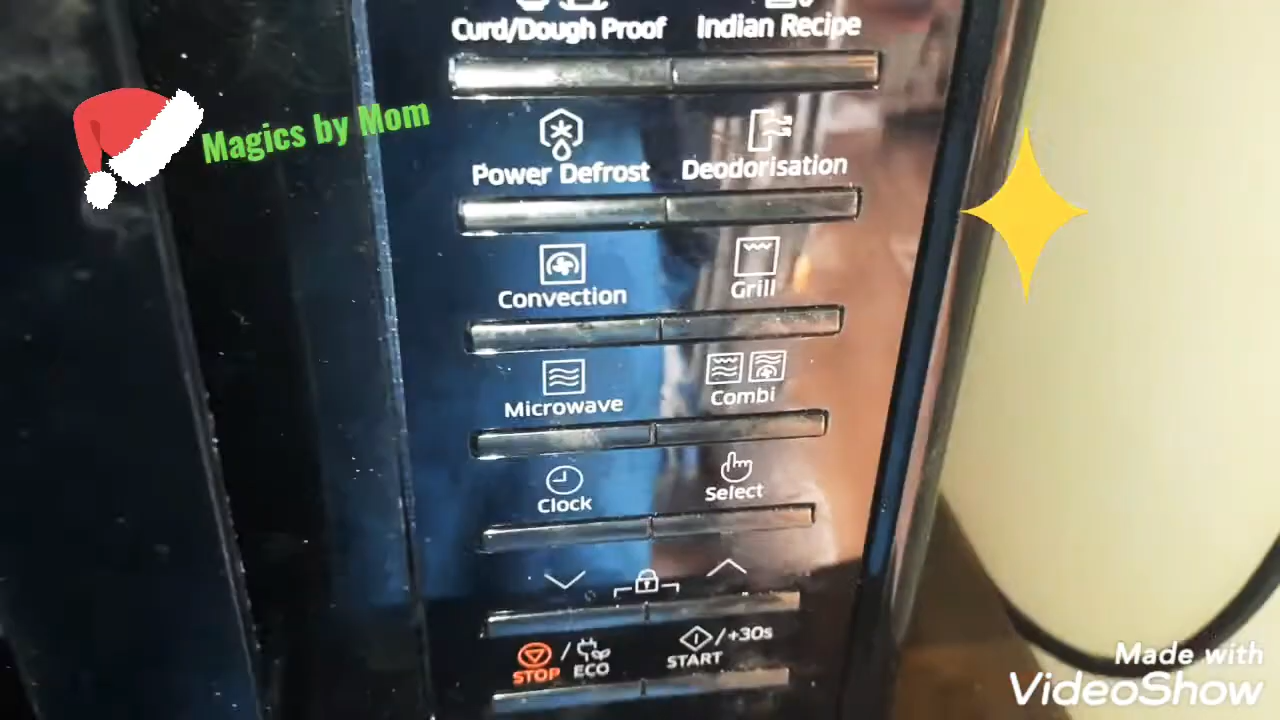 Curd/Dough Proof Indian Recipe
Magics by Mom
Power Defrost Deodorisation
Convection Grill
Microwave Combi
Clock Select
STOP / ECO START /+30s
Made with
VideoShow